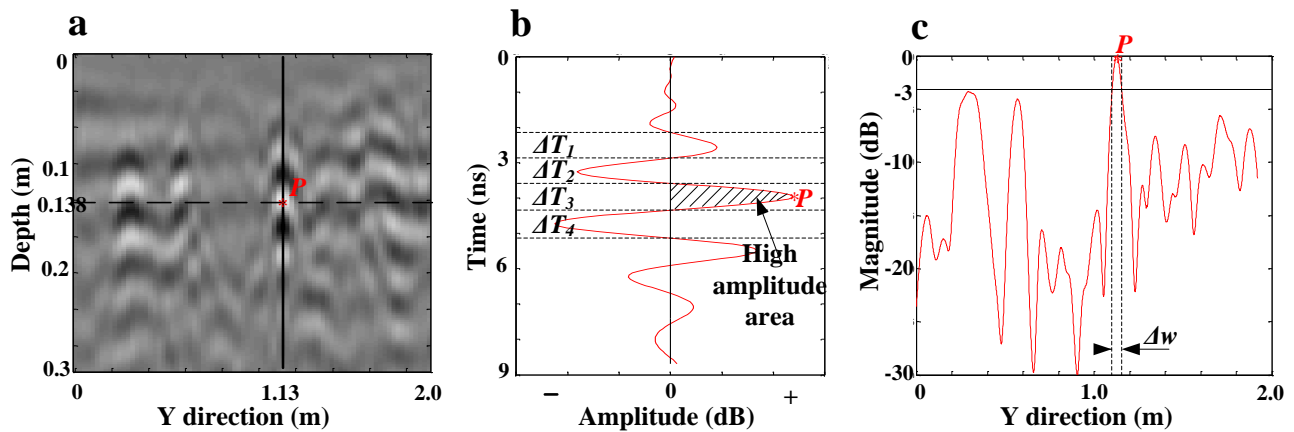 a
0
0.1
0.138
0.2
0.3
Depth (m)
P
0
1.13
2.0
Y direction (m)
b
0
3
6
9
Time (ns)
ΔT1
ΔT2
ΔT3
ΔT4
P
High
amplitude
area
−
0
+
Amplitude (dB)
c
P
0
-3
-10
-20
-30
Magnitude (dB)
Δw
0
1.0
2.0
Y direction (m)